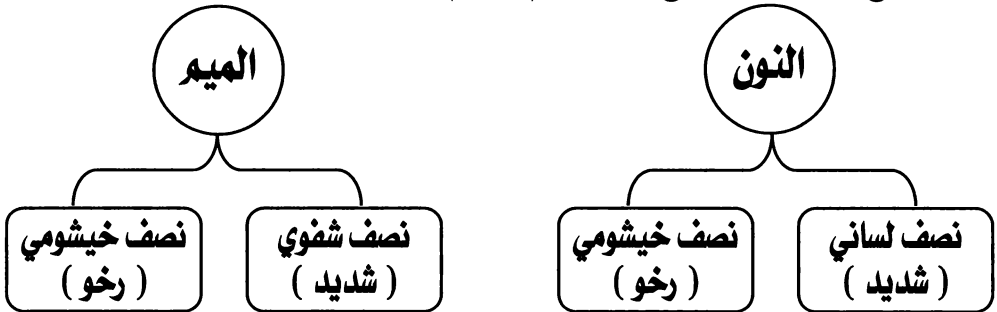 النون
الميم
نصف لساني
( شديد )
نصف خيشومي
( رخو )
نصف شفوي
( شديد )
نصف خيشومي
( رخو )